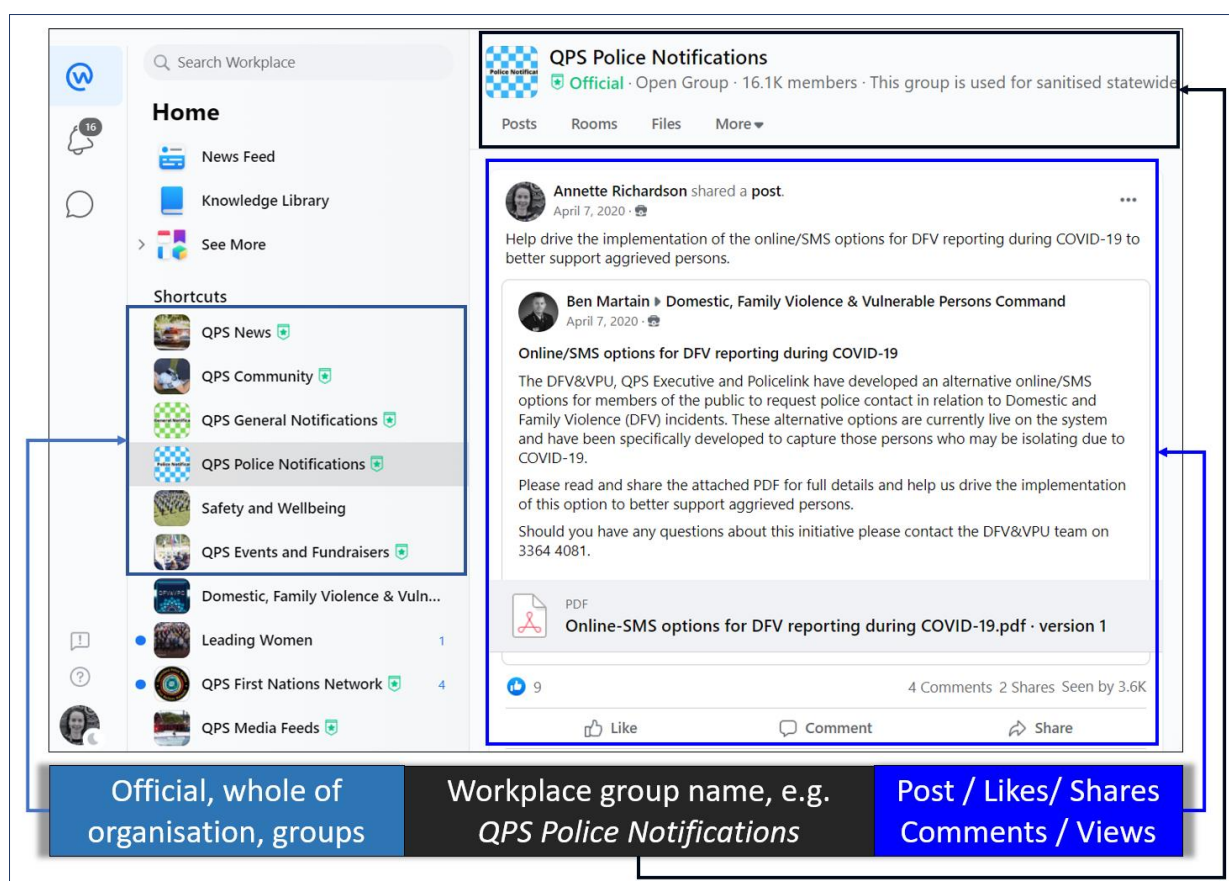 Search Workplace
Home
16
News Feed
Knowledge Library
See More
Shortcuts
QPS News
QPS Community
QPS General Notifications
QPS Police Notifications
Safety and Wellbeing
QPS Events and Fundraisers
Domestic, Family Violence & Vuln...
Leading Women 1
QPS First Nations Network 4
QPS Media Feeds
Police Notificat
QPS Police Notifications
Official · Open Group · 16.1K members · This group is used for sanitised statewide
Posts Rooms Files More
Annette Richardson shared a post.
April 7, 2020 ·
Help drive the implementation of the online/SMS options for DFV reporting during COVID-19 to
better support aggrieved persons.
Ben Martain ▸ Domestic, Family Violence & Vulnerable Persons Command
April 7, 2020 ·
Online/SMS options for DFV reporting during COVID-19
The DFV&VPU, QPS Executive and Policelink have developed an alternative online/SMS
options for members of the public to request police contact in relation to Domestic and
Family Violence (DFV) incidents. These alternative options are currently live on the system
and have been specifically developed to capture those persons who may be isolating due to
COVID-19.
Please read and share the attached PDF for full details and help us drive the implementation
of this option to better support aggrieved persons.
Should you have any questions about this initiative please contact the DFV&VPU team on
3364 4081.
PDF
Online-SMS options for DFV reporting during COVID-19.pdf · version 1
9 4 Comments 2 Shares Seen by 3.6K
Like Comment Share
Official, whole of
organisation, groups
Workplace group name, e.g.
QPS Police Notifications
Post / Likes/ Shares
Comments / Views